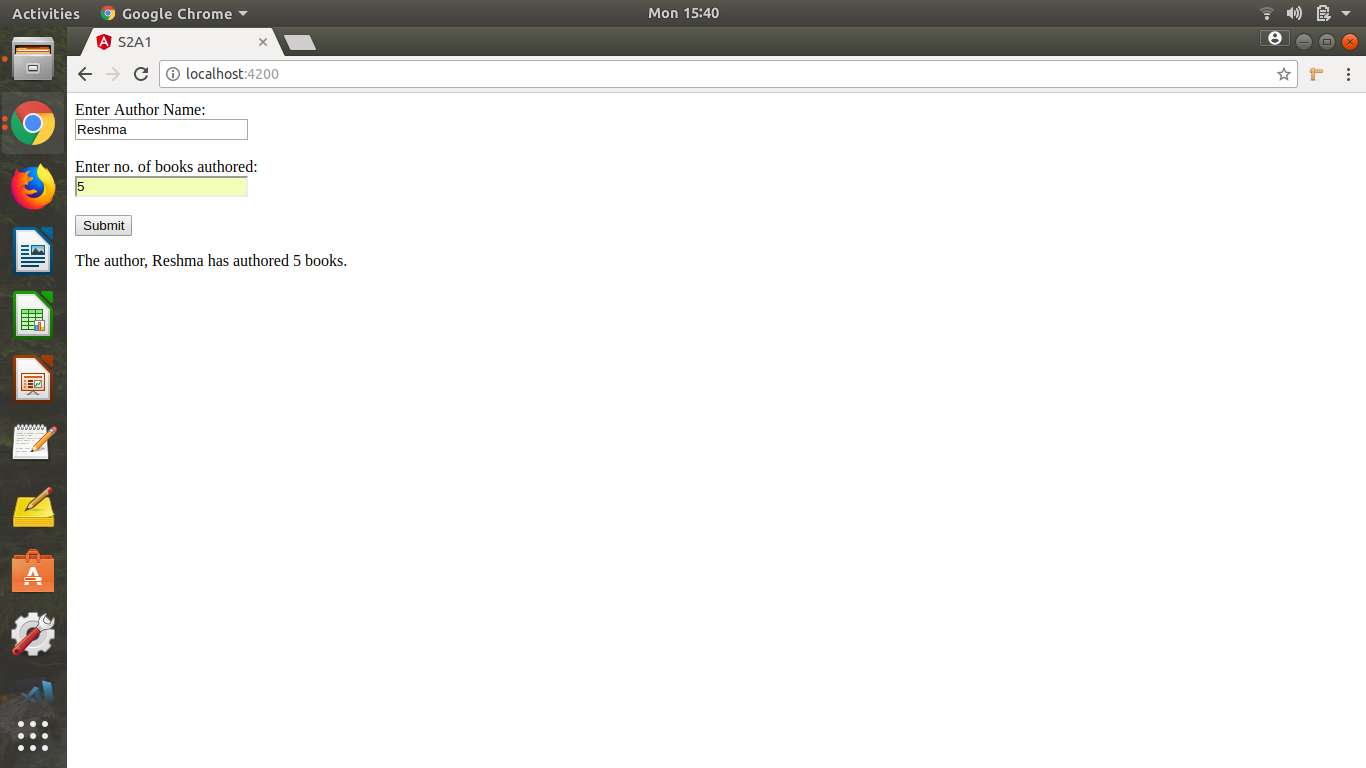 Activities
Google Chrome
Mon 15:40
S2A1
localhost:4200
Enter Author Name:
Reshma
Enter no. of books authored:
5
Submit
The author, Reshma has authored 5 books.